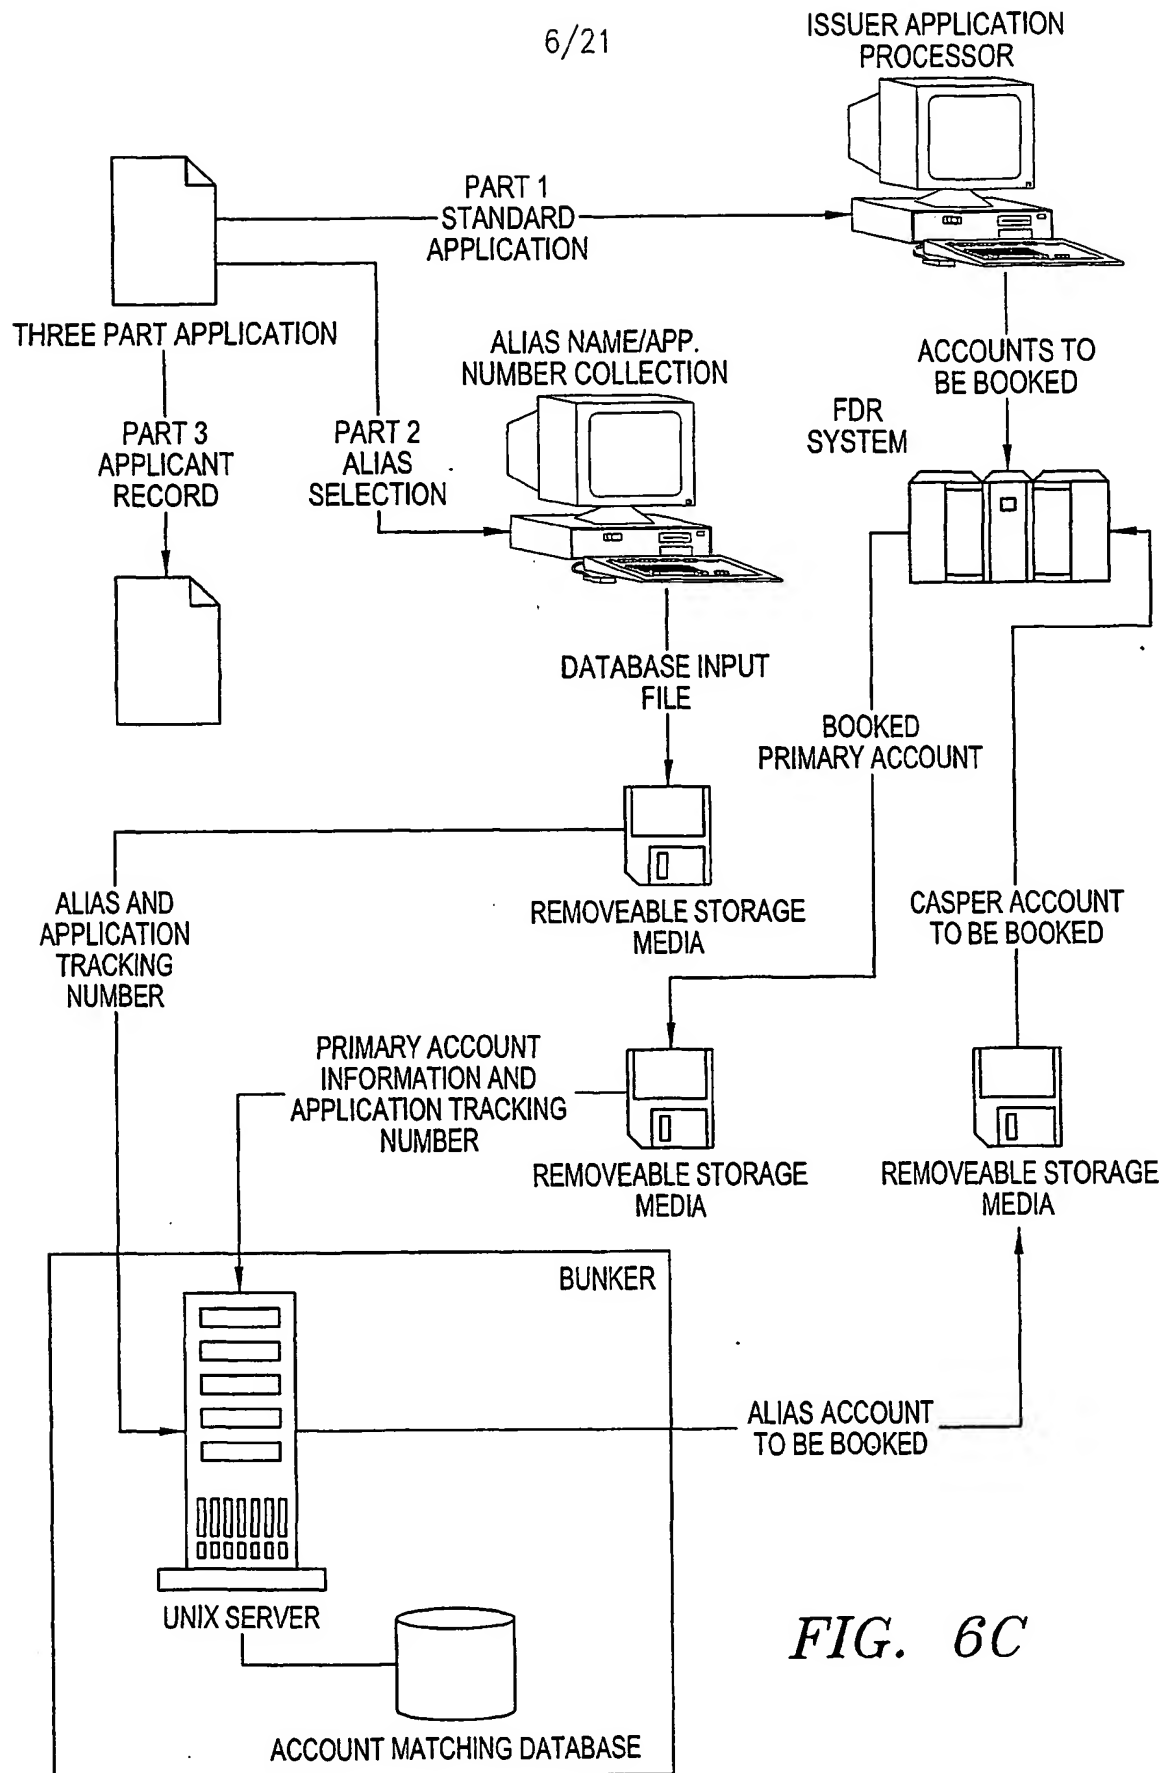 6/21
ISSUER APPLICATION
PROCESSOR
PART 1
STANDARD
APPLICATION
THREE PART APPLICATION
ALIAS NAME/APP.
NUMBER COLLECTION
ACCOUNTS TO
BE BOOKED
FDR
SYSTEM
PART 3
APPLICANT
RECORD
PART 2
ALIAS
SELECTION
DATABASE INPUT
FILE
BOOKED
PRIMARY ACCOUNT
ALIAS AND
APPLICATION
TRACKING
NUMBER
REMOVEABLE STORAGE
MEDIA
CASPER ACCOUNT
TO BE BOOKED
PRIMARY ACCOUNT
INFORMATION AND
APPLICATION TRACKING
NUMBER
REMOVEABLE STORAGE
MEDIA
REMOVEABLE STORAGE
MEDIA
BUNKER
ALIAS ACCOUNT
TO BE BOOKED
UNIX SERVER
ACCOUNT MATCHING DATABASE
FIG. 6C